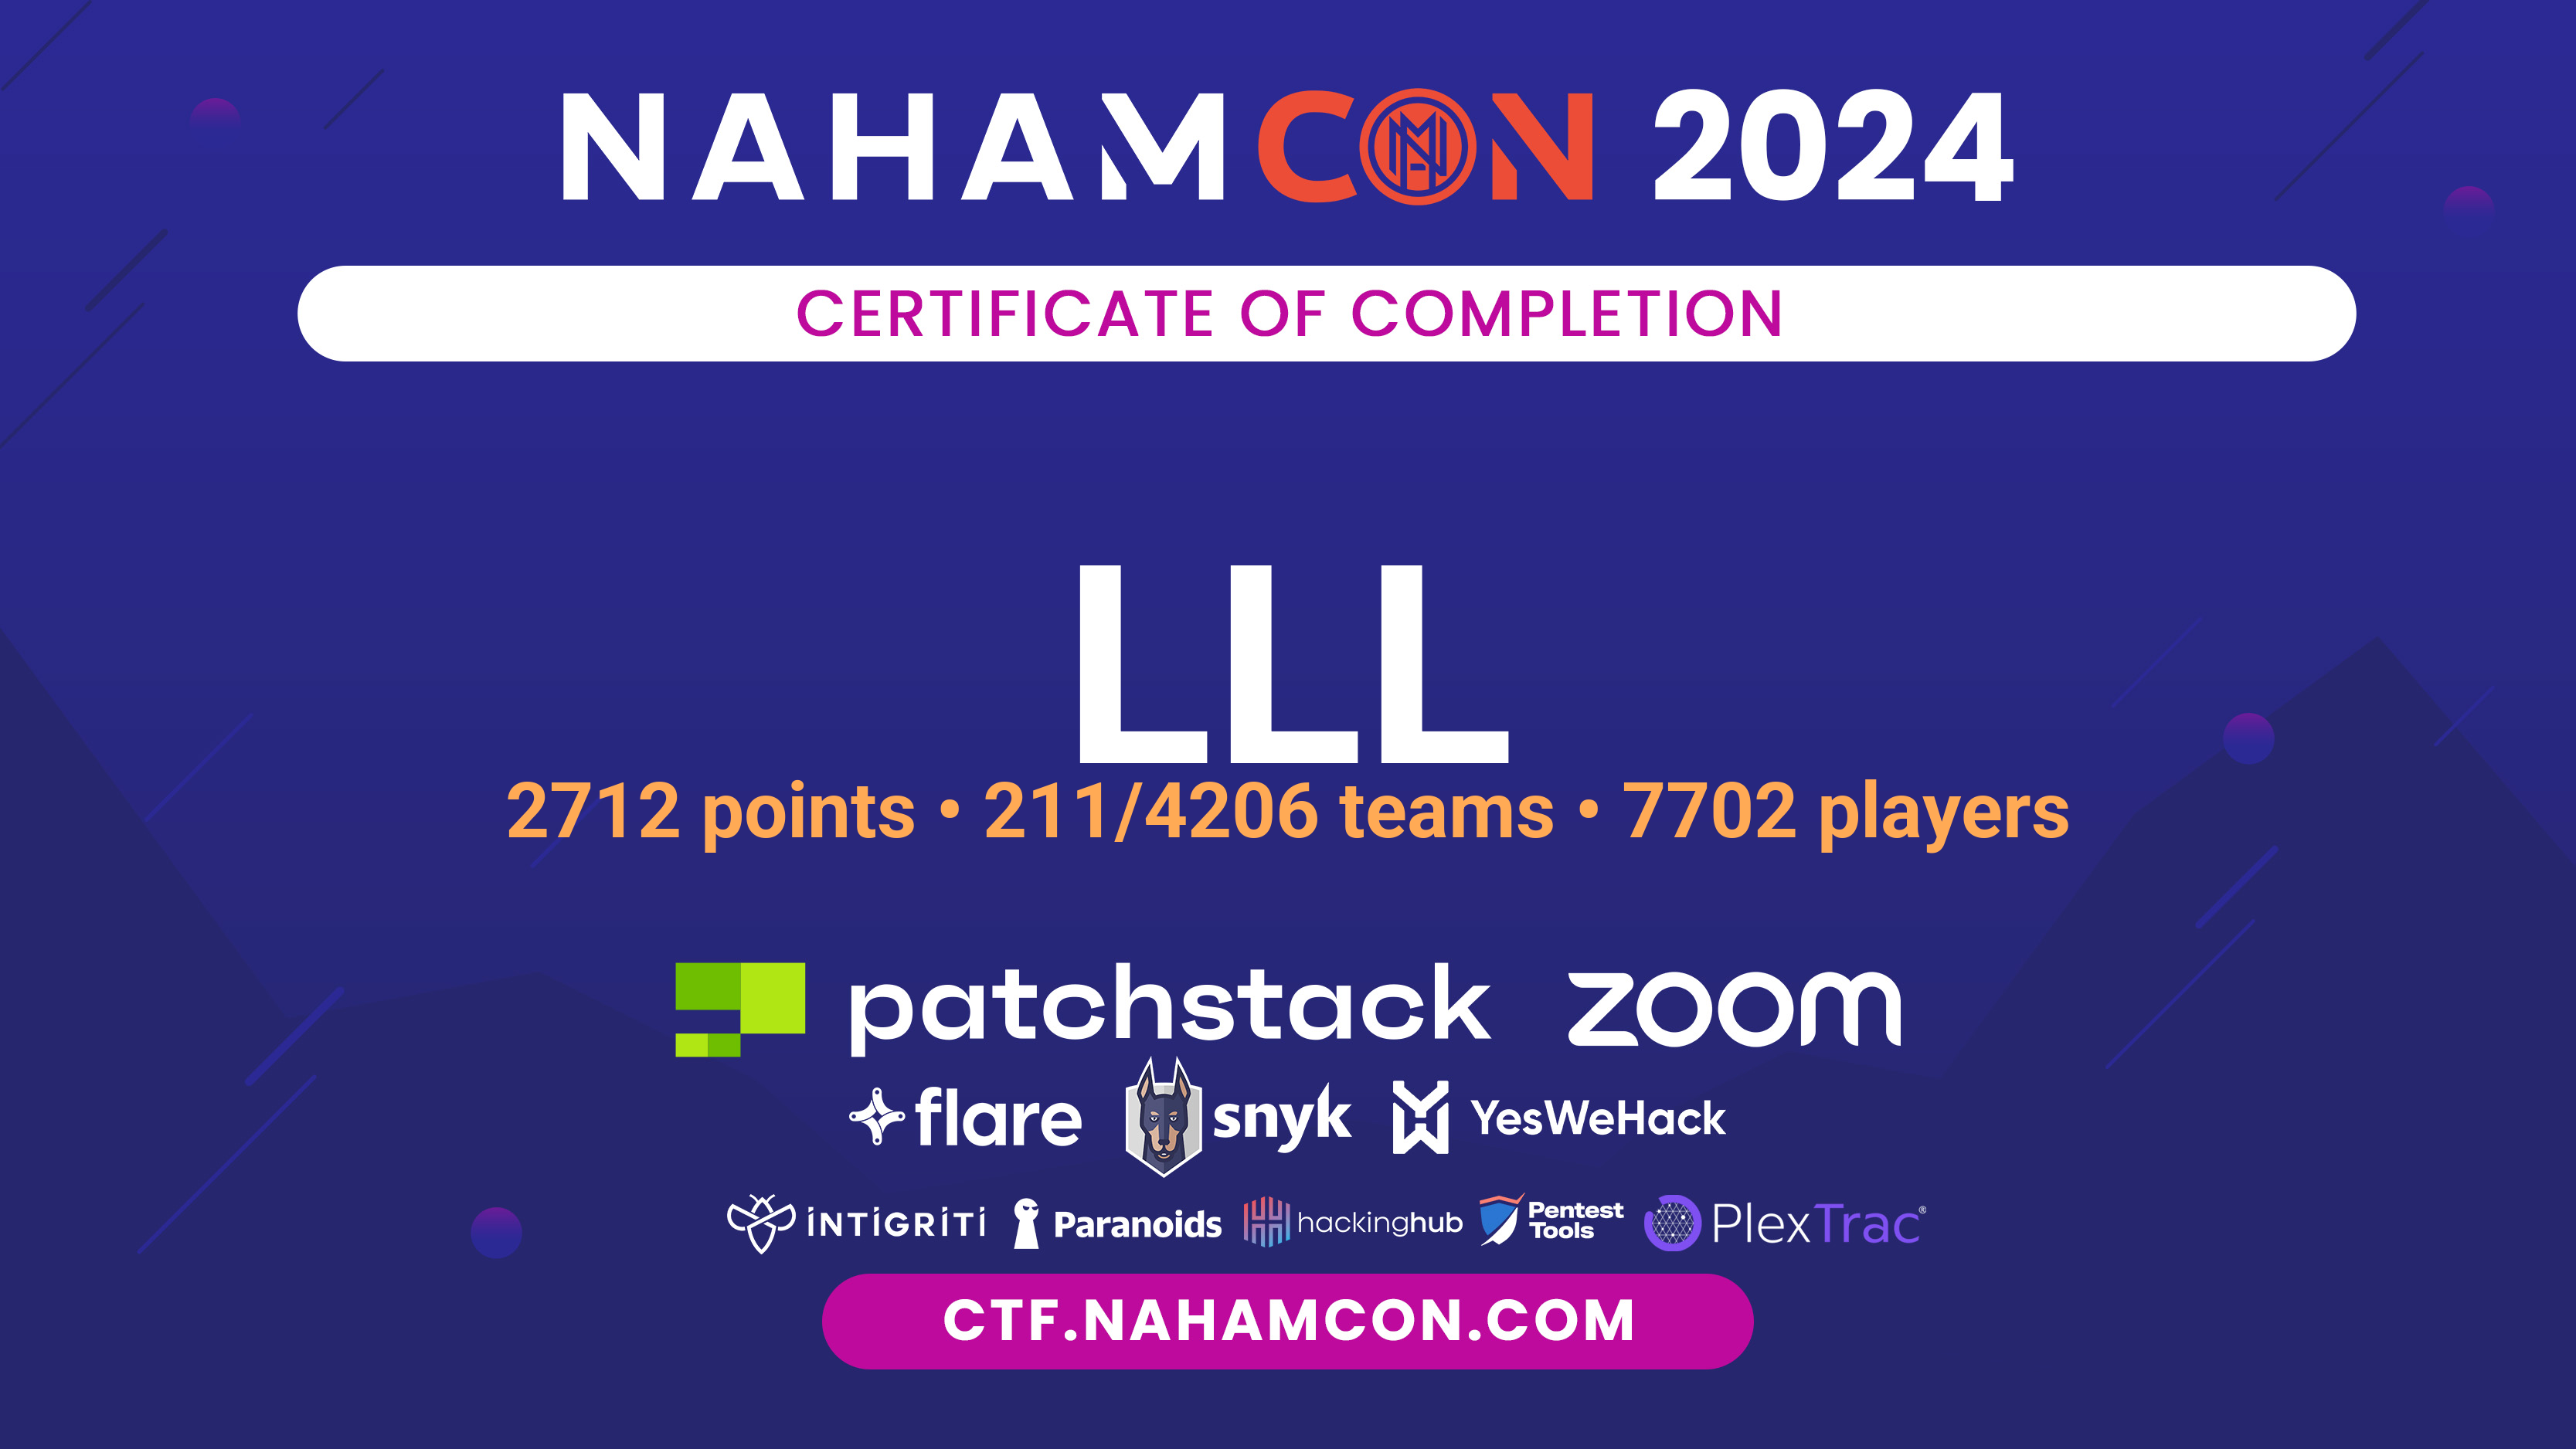 NAHAMCON 2024
CERTIFICATE OF COMPLETION
LLL
2712 points • 211/4206 teams • 7702 players
patchstack zoom
flare snyk YesWeHack
INTIGRITI Paranoids hackinghub Pentest Tools PlexTrac®
CTF.NAHAMCON.COM